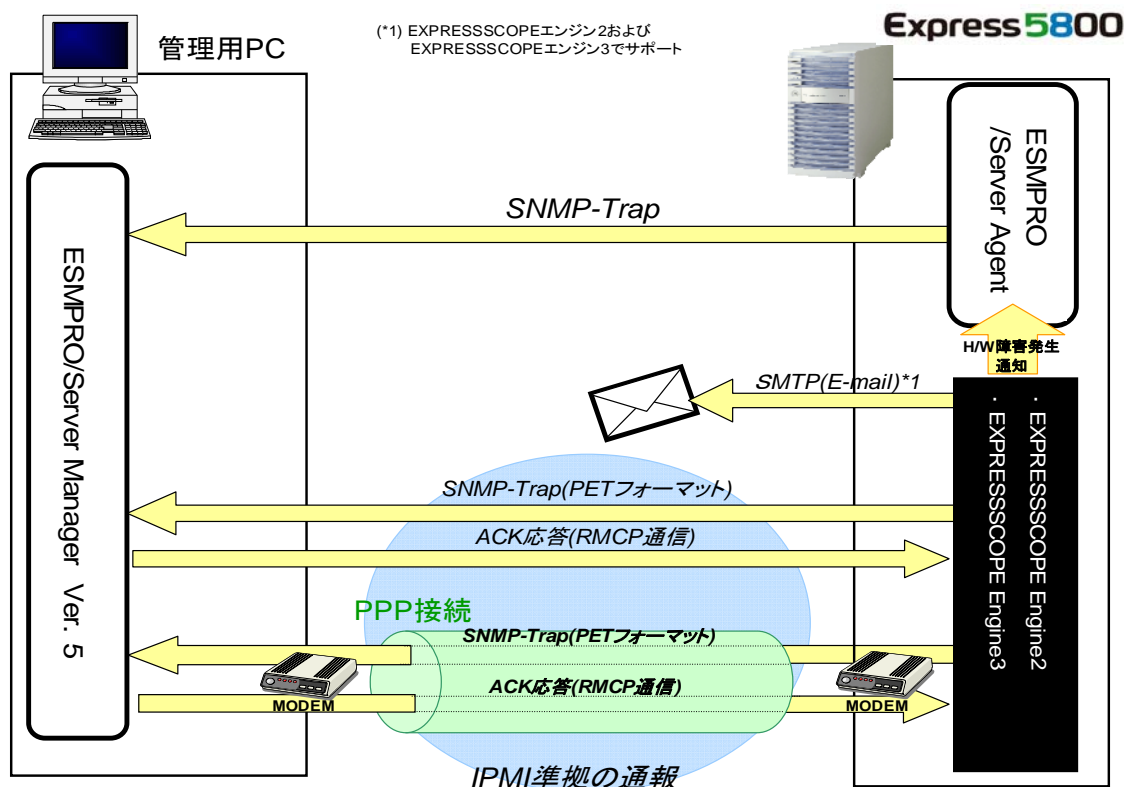 管理用PC
(*1) EXPRESSSCOPEエンジン2および
EXPRESSSCOPEエンジン3でサポート
Express5800
ESMPRO
/Server Agent
SNMP-Trap
ESMPRO/Server Manager Ver. 5
H/W障害発生
通知
SMTP(E-mail)*1
・EXPRESSSCOPE Engine2
・EXPRESSSCOPE Engine3
SNMP-Trap(PETフォーマット)
ACK応答(RMCP通信)
PPP接続
SNMP-Trap(PETフォーマット)
ACK応答(RMCP通信)
MODEM
MODEM
IPMI準拠の通報